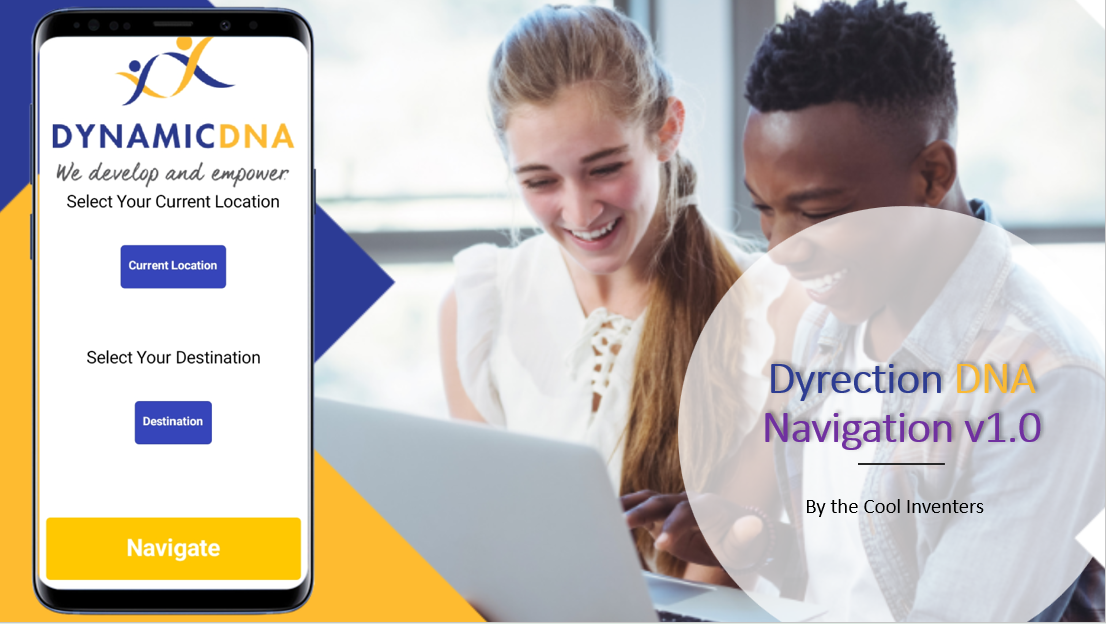 DYNAMICDNA
We develop and empower
Select Your Current Location
Current Location
Select Your Destination
Destination
Navigate
Dyrection DNA
Navigation v1.0
By the Cool Inventers